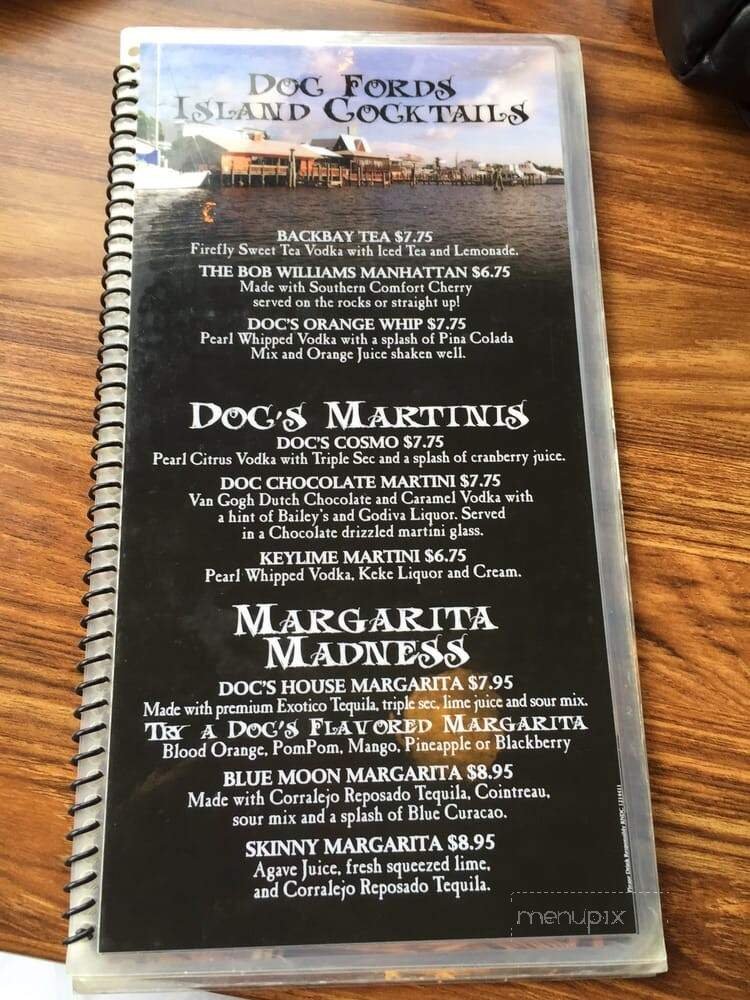 Doc Fords
Island Cocktails
BACKBAY TEA $7.75
Firefly Sweet Tea Vodka with Iced Tea and Lemonade.
THE BOB WILLIAMS MANHATTAN $6.75
Made with Southern Comfort Cherry
served on the rocks or straight up!
DOC'S ORANGE WHIP $7.75
Pearl Whipped Vodka with a splash of Pina Colada
Mix and Orange Juice shaken well.
Doc's Martinis
DOC'S COSMO $7.75
Pearl Citrus Vodka with Triple Sec and a splash of cranberry juice.
DOC CHOCOLATE MARTINI $7.75
Van Gogh Dutch Chocolate and Caramel Vodka with
a hint of Bailey's and Godiva Liquor. Served
in a Chocolate drizzled martini glass.
KEYLIME MARTINI $6.75
Pearl Whipped Vodka, Keke Liquor and Cream.
Margarita
Madness
DOC'S HOUSE MARGARITA $7.95
Made with premium Exotico Tequila, triple sec, lime juice and sour mix.
Try a Doc's Flavored Margarita
Blood Orange, PomPom, Mango, Pineapple or Blackberry
BLUE MOON MARGARITA $8.95
Made with Corralejo Reposado Tequila, Cointreau,
sour mix and a splash of Blue Curacao.
SKINNY MARGARITA $8.95
Agave Juice, fresh squeezed lime,
and Corralejo Reposado Tequila.
Please Drink Responsibly RNDC
menupix